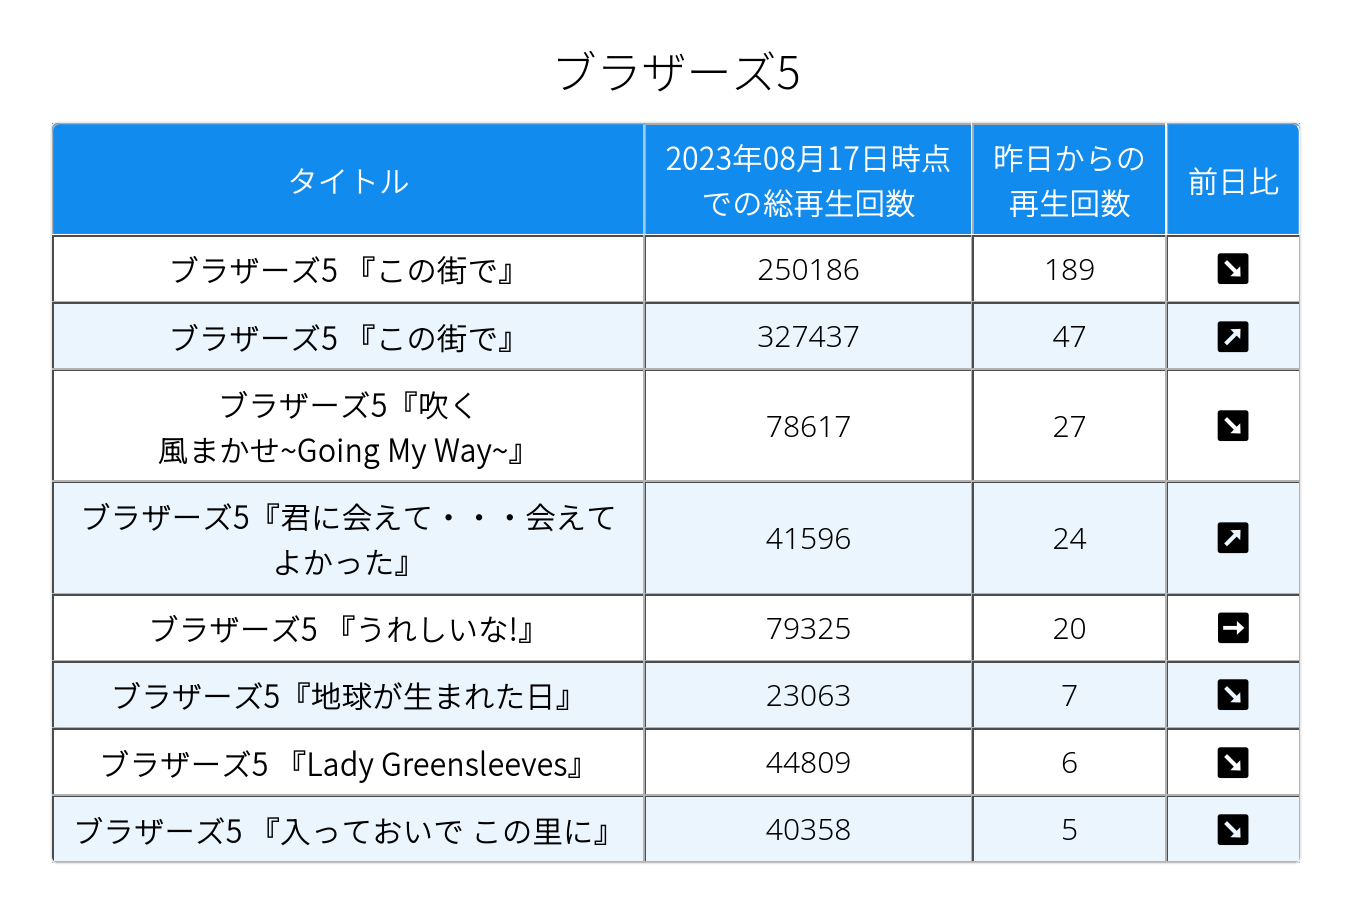 ブラザーズ5
タイトル
2023年08月17日時点
での総再生回数
昨日からの
再生回数
前日比
ブラザーズ5 『この街で』
250186
189
↘
ブラザーズ5 『この街で』
327437
47
↗
ブラザーズ5『吹く
風まかせ~Going My Way~』
78617
27
↘
ブラザーズ5『君に会えて・・・会えて
よかった』
41596
24
↗
ブラザーズ5 『うれしいな!』
79325
20
→
ブラザーズ5『地球が生まれた日』
23063
7
↘
ブラザーズ5 『Lady Greensleeves』
44809
6
↘
ブラザーズ5 『入っておいで この里に』
40358
5
↘